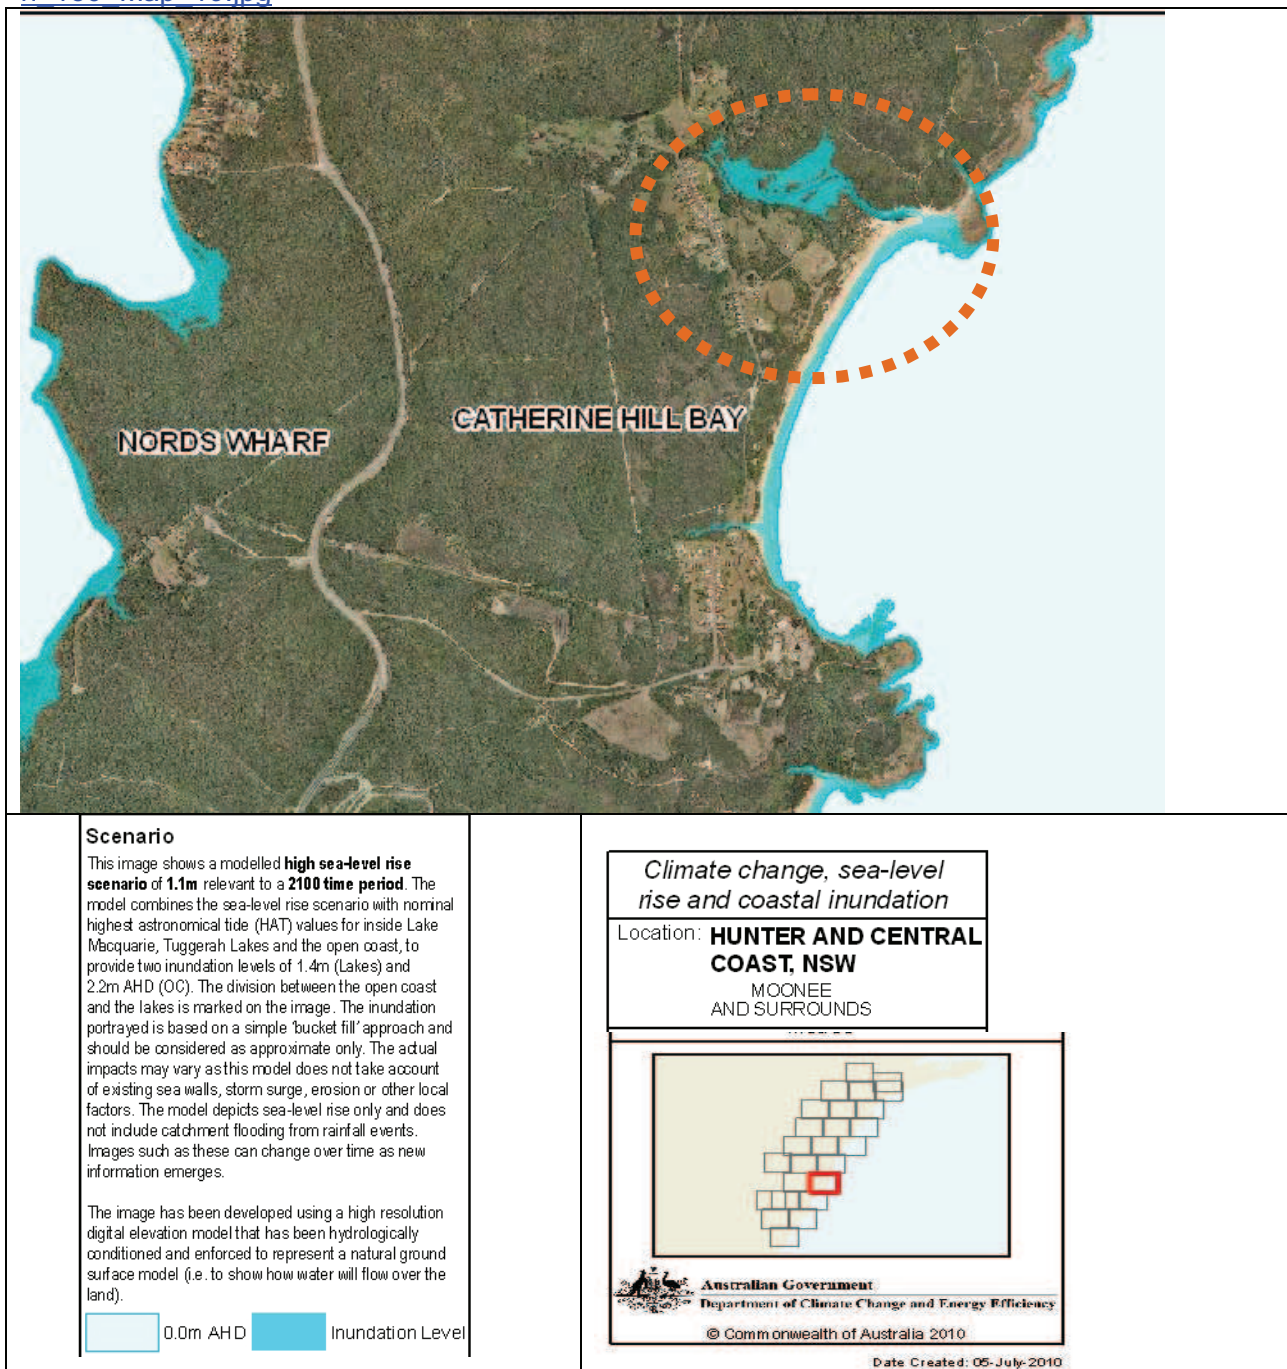 NORDS WHARF
CATHERINE HILL BAY
Scenario
This image shows a modelled high sea-level rise
scenario of 1.1m relevant to a 2100 time period. The
model combines the sea-level rise scenario with nominal
highest astronomical tide (HAT) values for inside Lake
Macquarie, Tuggerah Lakes and the open coast, to
provide two inundation levels of 1.4m (Lakes) and
2.2m AHD (OC). The division between the open coast
and the lakes is marked on the image. The inundation
portrayed is based on a simple 'bucket fill' approach and
should be considered as approximate only. The actual
impacts may vary as this model does not take account
of existing sea walls, storm surge, erosion or other local
factors. The model depicts sea-level rise only and does
not include catchment flooding from rainfall events.
Images such as these can change over time as new
information emerges.
The image has been developed using a high resolution
digital elevation model that has been hydrologically
conditioned and enforced to represent a natural ground
surface model (i.e. to show how water will flow over the
land).
0.0m AHD
Inundation Level
Climate change, sea-level
rise and coastal inundation
Location: HUNTER AND CENTRAL
COAST, NSW
MOONEE
AND SURROUNDS
Australian Government
Department of Climate Change and Energy Efficiency
© Commonwealth of Australia 2010
Date Created: 05-July-2010